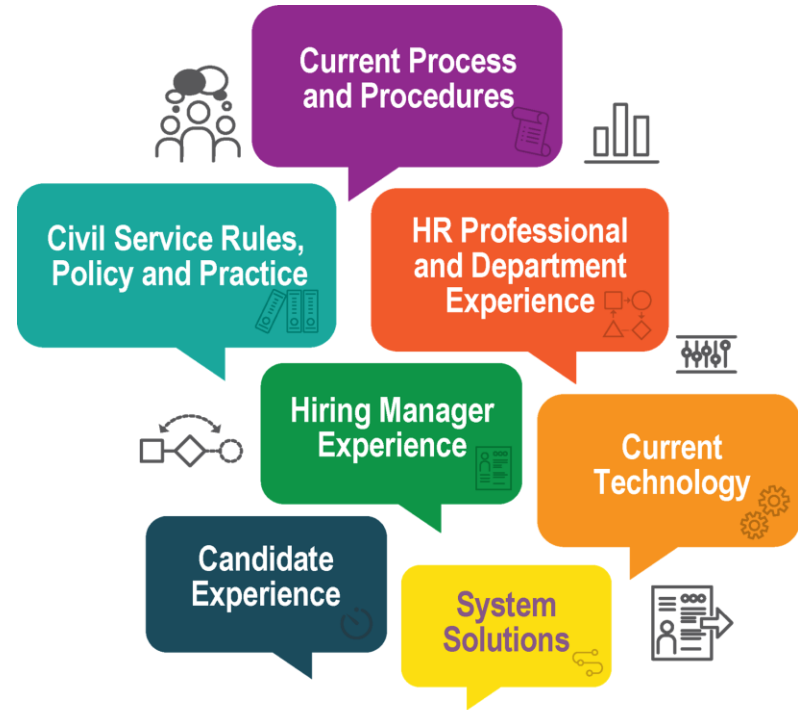 Current Process
and Procedures
Civil Service Rules,
Policy and Practice
HR Professional
and Department
Experience
Hiring Manager
Experience
Current
Technology
Candidate
Experience
System
Solutions